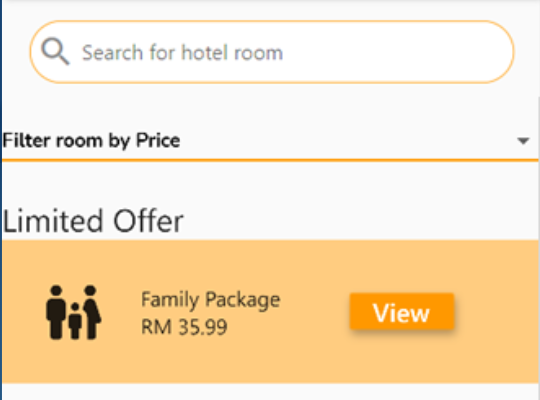 Search for hotel room
Filter room by Price
Limited Offer
Family Package
RM 35.99
View